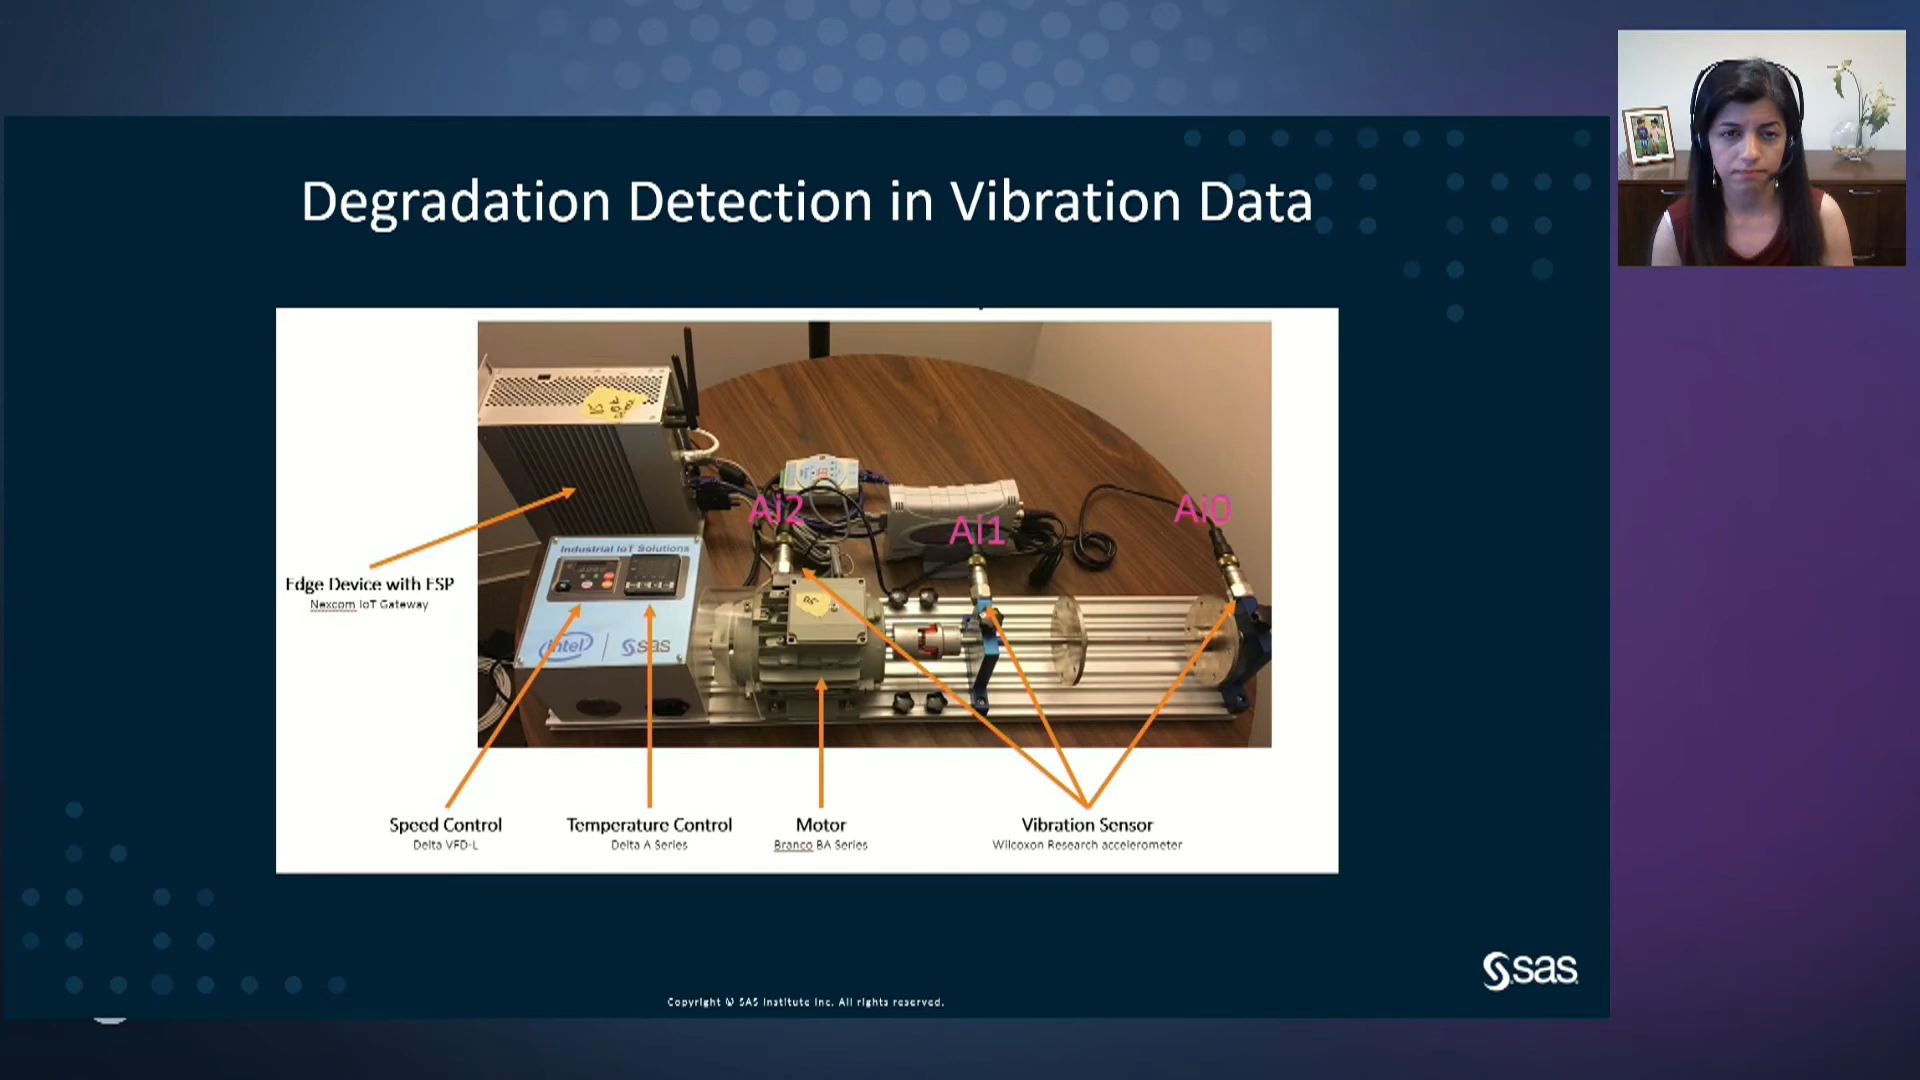 Degradation Detection in Vibration Data
Ai2
Ai1
Ai0
Industrial IoT Solutions
intel
sas
Edge Device with ESP
Nexcom IoT Gateway
Speed Control
Delta VFD-L
Temperature Control
Delta A Series
Motor
Branco BA Series
Vibration Sensor
Wilcoxon Research accelerometer
sas
Copyright © SAS Institute Inc. All rights reserved.